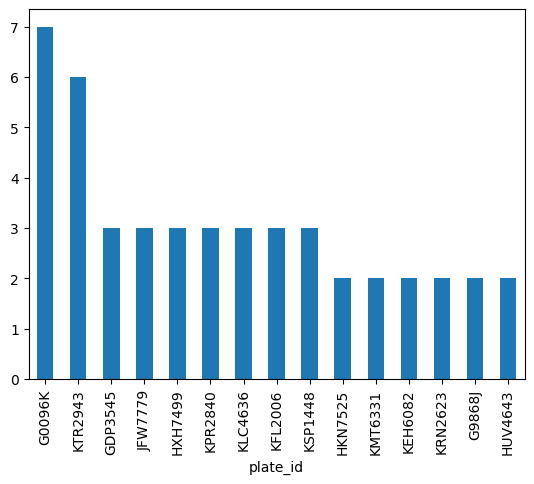 7
6
5
4
3
2
1
0
G0096K
KTR2943
GDP3545
JFW7779
HXH7499
KPR2840
KLC4636
KFL2006
KSP1448
HKN7525
KMT6331
KEH6082
KRN2623
G9868J
HUV4643
plate_id